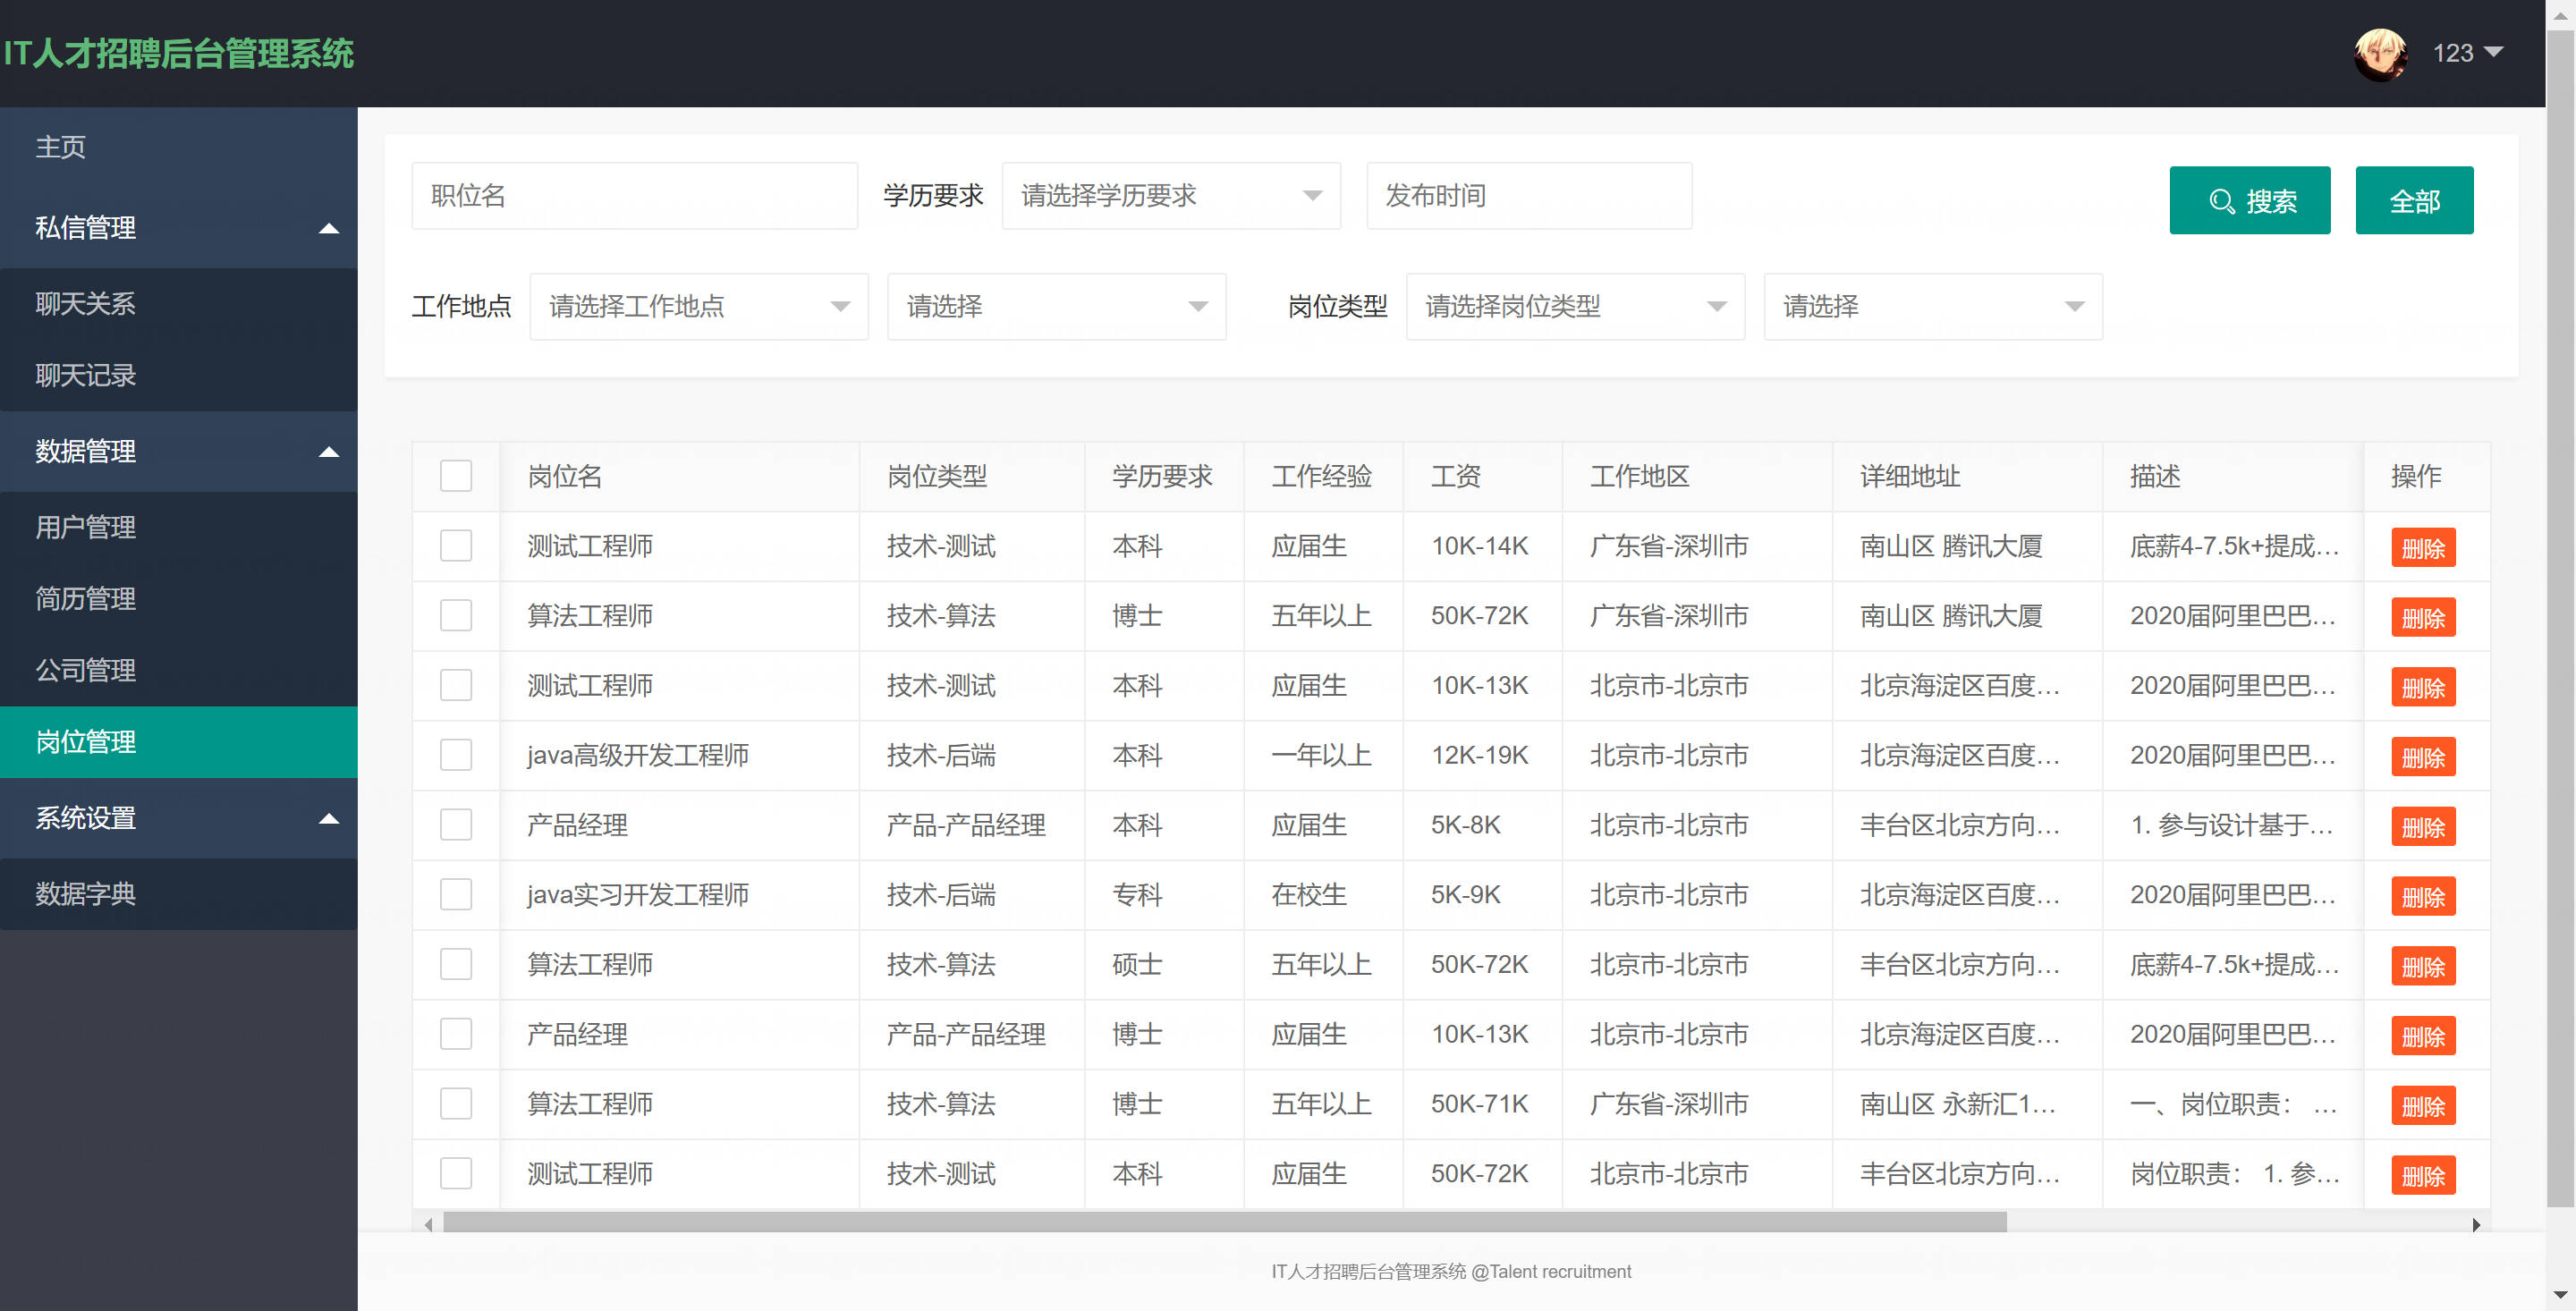 IT人才招聘后台管理系统
123
主页
私信管理
聊天关系
聊天记录
数据管理
用户管理
简历管理
公司管理
岗位管理
系统设置
数据字典
职位名 学历要求 请选择学历要求 发布时间 搜索 全部
工作地点 请选择工作地点 请选择 岗位类型 请选择岗位类型 请选择
岗位名 岗位类型 学历要求 工作经验 工资 工作地区 详细地址 描述 操作
测试工程师 技术-测试 本科 应届生 10K-14K 广东省-深圳市 南山区 腾讯大厦 底薪4-7.5k+提成... 删除
算法工程师 技术-算法 博士 五年以上 50K-72K 广东省-深圳市 南山区 腾讯大厦 2020届阿里巴巴... 删除
测试工程师 技术-测试 本科 应届生 10K-13K 北京市-北京市 北京海淀区百度... 2020届阿里巴巴... 删除
java高级开发工程师 技术-后端 本科 一年以上 12K-19K 北京市-北京市 北京海淀区百度... 2020届阿里巴巴... 删除
产品经理 产品-产品经理 本科 应届生 5K-8K 北京市-北京市 丰台区北京方向... 1. 参与设计基于... 删除
java实习开发工程师 技术-后端 专科 在校生 5K-9K 北京市-北京市 北京海淀区百度... 2020届阿里巴巴... 删除
算法工程师 技术-算法 硕士 五年以上 50K-72K 北京市-北京市 丰台区北京方向... 底薪4-7.5k+提成... 删除
产品经理 产品-产品经理 博士 应届生 10K-13K 北京市-北京市 北京海淀区百度... 2020届阿里巴巴... 删除
算法工程师 技术-算法 博士 五年以上 50K-71K 广东省-深圳市 南山区 永新汇1... 一、岗位职责： ... 删除
测试工程师 技术-测试 本科 应届生 50K-72K 北京市-北京市 丰台区北京方向... 岗位职责： 1. 参... 删除
IT人才招聘后台管理系统 @Talent recruitment